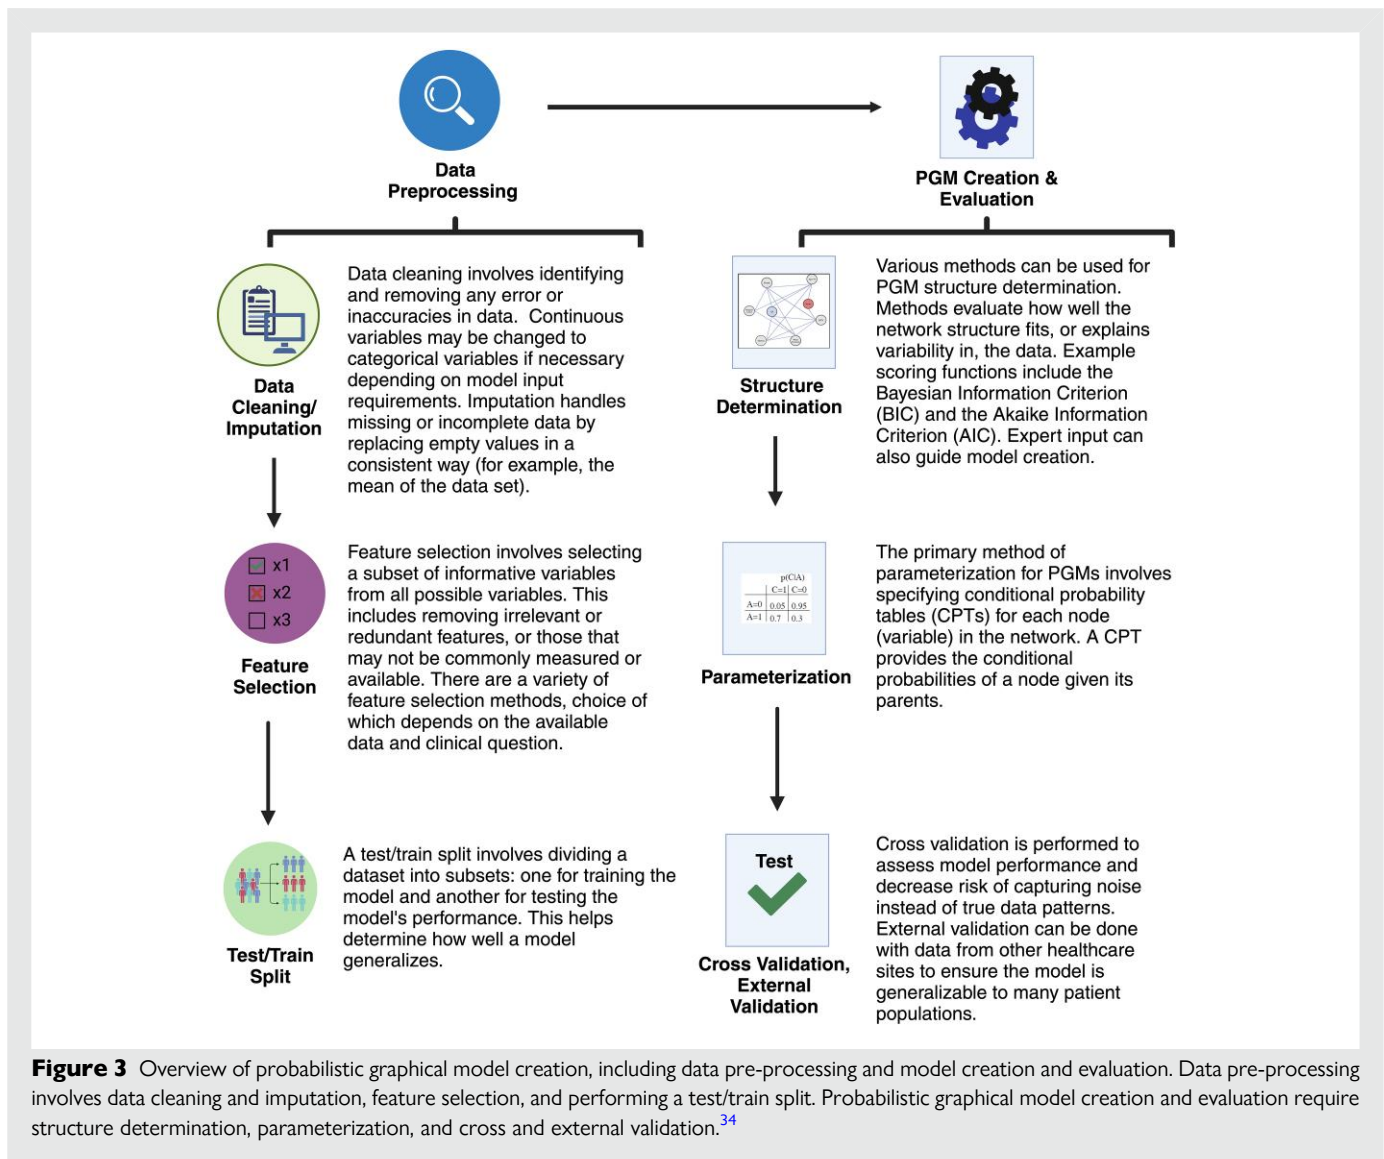 Data
Preprocessing
PGM Creation &
Evaluation
Data
Cleaning/
Imputation
Data cleaning involves identifying
and removing any error or
inaccuracies in data.  Continuous
variables may be changed to
categorical variables if necessary
depending on model input
requirements. Imputation handles
missing or incomplete data by
replacing empty values in a
consistent way (for example, the
mean of the data set).
x1
x2
x3
Feature
Selection
Feature selection involves selecting
a subset of informative variables
from all possible variables. This
includes removing irrelevant or
redundant features, or those that
may not be commonly measured or
available. There are a variety of
feature selection methods, choice of
which depends on the available
data and clinical question.
Test/Train
Split
A test/train split involves dividing a
dataset into subsets: one for training the
model and another for testing the
model's performance. This helps
determine how well a model
generalizes.
Structure
Determination
Various methods can be used for
PGM structure determination.
Methods evaluate how well the
network structure fits, or explains
variability in, the data. Example
scoring functions include the
Bayesian Information Criterion
(BIC) and the Akaike Information
Criterion (AIC). Expert input can
also guide model creation.
p(C|A)
C=1 C=0
A=0 0.05 0.95
A=1 0.7 0.3
Parameterization
The primary method of
parameterization for PGMs involves
specifying conditional probability
tables (CPTs) for each node
(variable) in the network. A CPT
provides the conditional
probabilities of a node given its
parents.
Test
Cross Validation,
External
Validation
Cross validation is performed to
assess model performance and
decrease risk of capturing noise
instead of true data patterns.
External validation can be done
with data from other healthcare
sites to ensure the model is
generalizable to many patient
populations.
Figure 3 Overview of probabilistic graphical model creation, including data pre-processing and model creation and evaluation. Data pre-processing
involves data cleaning and imputation, feature selection, and performing a test/train split. Probabilistic graphical model creation and evaluation require
structure determination, parameterization, and cross and external validation.34